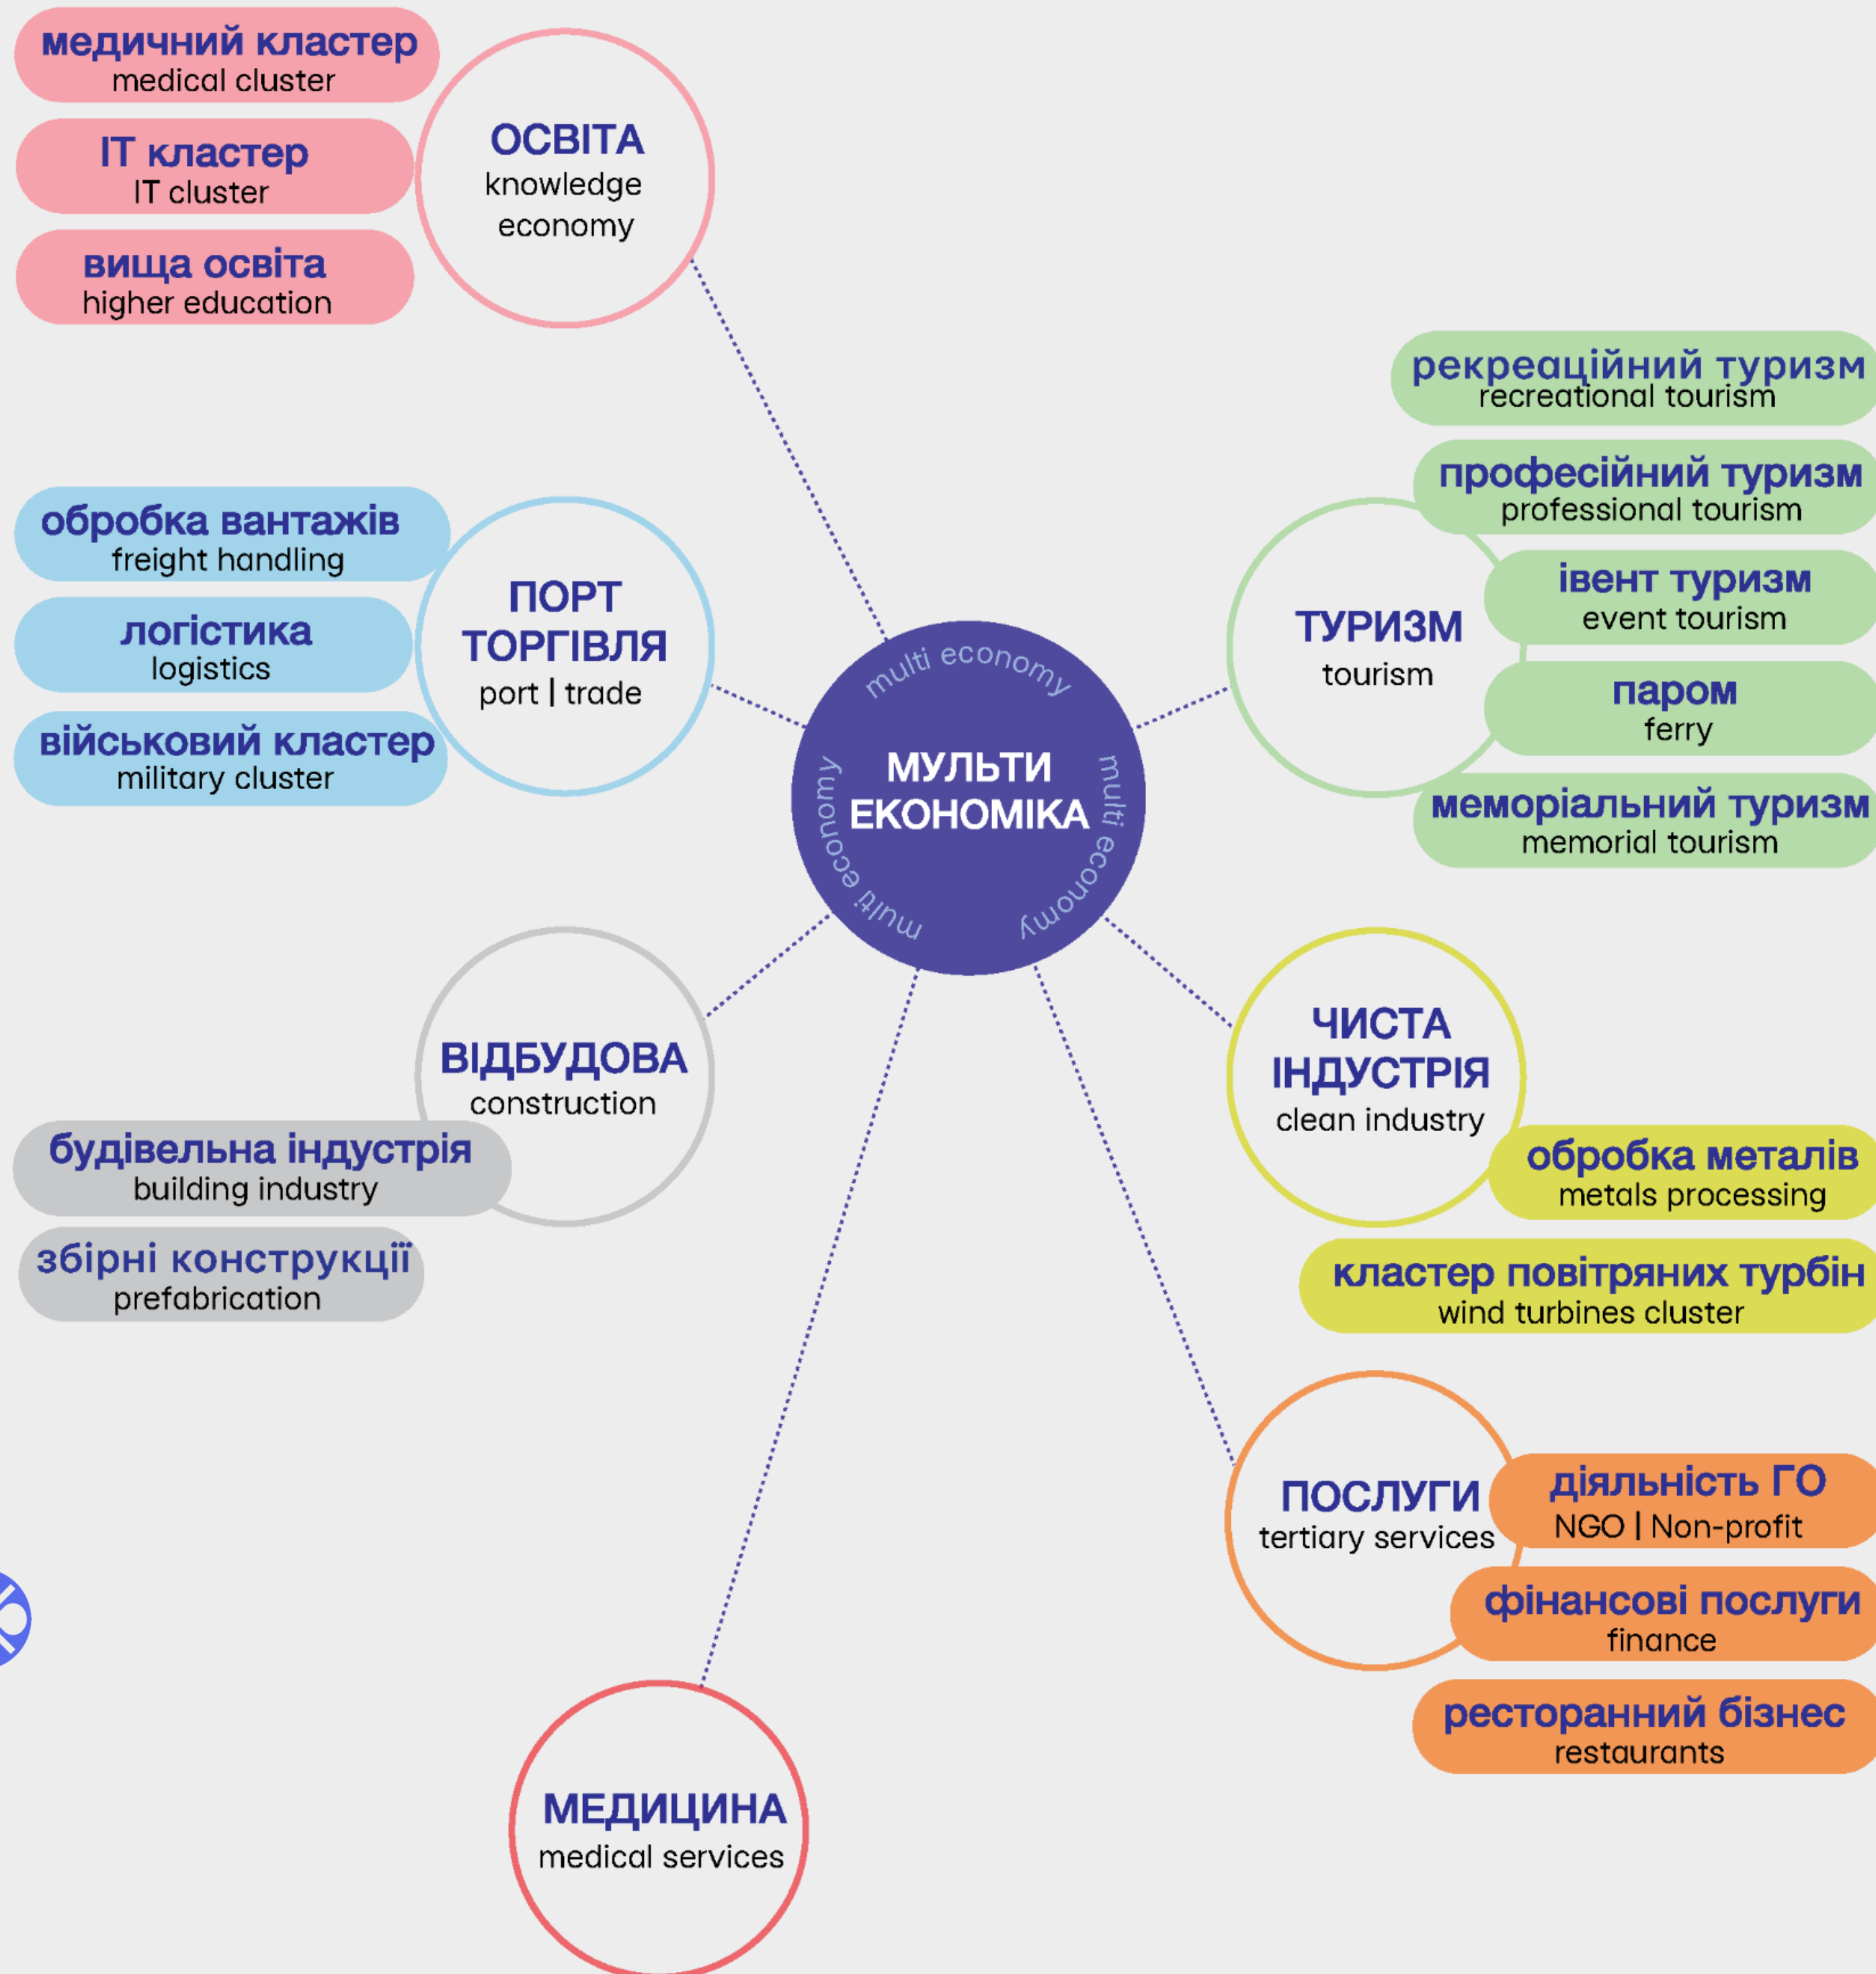 медичний кластер
medical cluster
IT кластер
IT cluster
вища освіта
higher education
ОСВІТА
knowledge
economy
обробка вантажів
freight handling
логістика
logistics
військовий кластер
military cluster
ПОРТ
ТОРГІВЛЯ
port | trade
multi economy
multi economy
multi economy
МУЛЬТИ
ЕКОНОМІКА
ТУРИЗМ
tourism
рекреаційний туризм
recreational tourism
професійний туризм
professional tourism
івент туризм
event tourism
паром
ferry
меморіальний туризм
memorial tourism
ВІДБУДОВА
construction
будівельна індустрія
building industry
збірні конструкції
prefabrication
ЧИСТА
ІНДУСТРІЯ
clean industry
обробка металів
metals processing
кластер повітряних турбін
wind turbines cluster
ПОСЛУГИ
tertiary services
діяльність ГО
NGO | Non-profit
фінансові послуги
finance
ресторанний бізнес
restaurants
МЕДИЦИНА
medical services